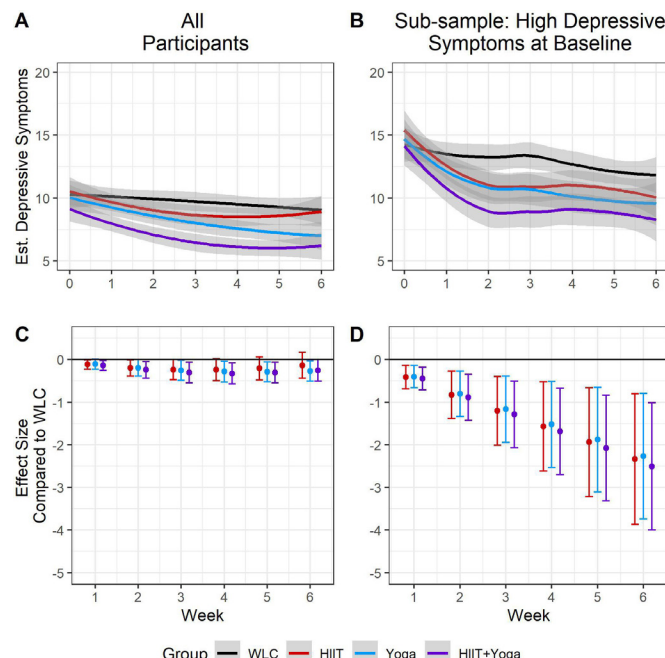 A
All
Participants
B
Sub-sample: High Depressive
Symptoms at Baseline
Est. Depressive Symptoms
20
15
10
5
0 1 2 3 4 5 6
20
15
10
5
0 1 2 3 4 5 6
C
Effect Size
Compared to WLC
0
-1
-2
-3
-4
-5
1 2 3 4 5 6
Week
D
0
-1
-2
-3
-4
-5
1 2 3 4 5 6
Week
Group WLC HIIT Yoga HIIT+Yoga